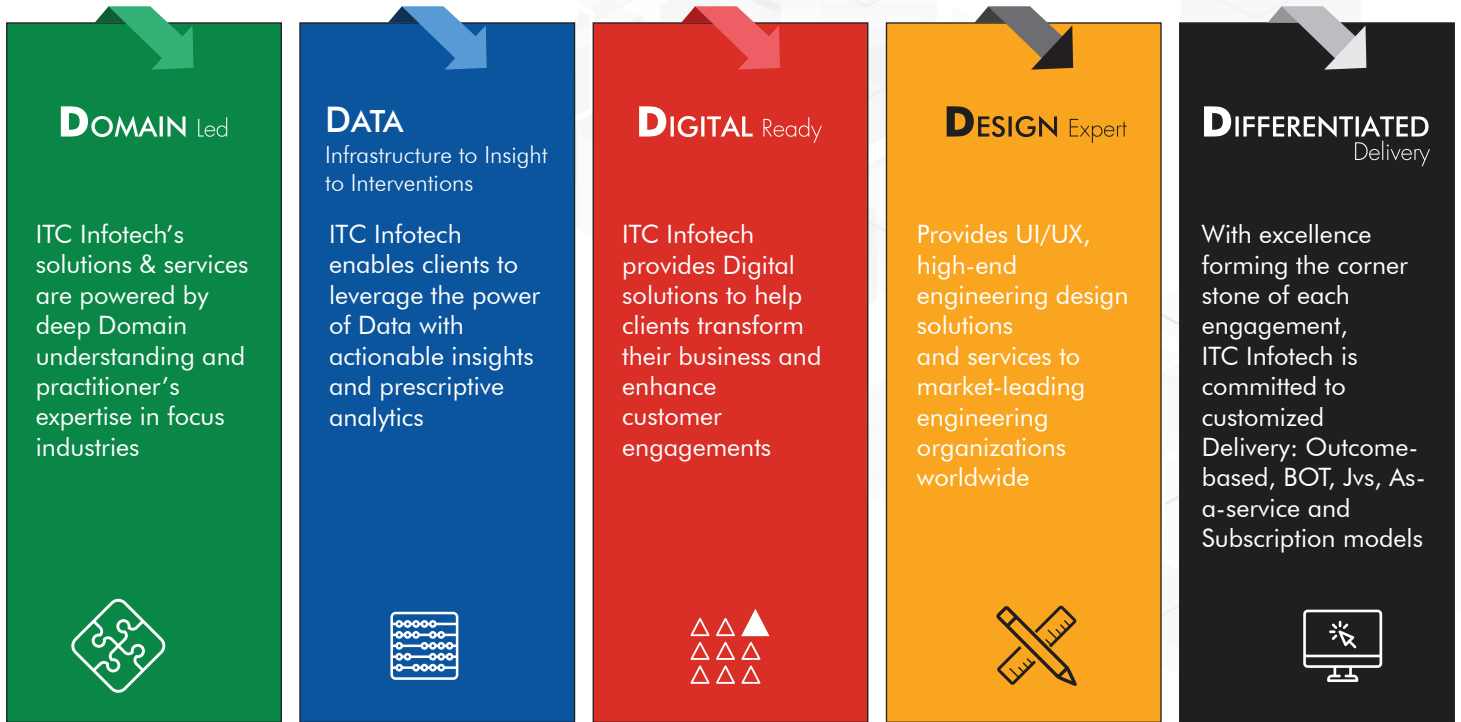 DOMAIN Led
ITC Infotech's
solutions & services
are powered by
deep Domain
understanding and
practitioner's
expertise in focus
industries
DATA
Infrastructure to Insight
to Interventions
ITC Infotech
enables clients to
leverage the power
of Data with
actionable insights
and prescriptive
analytics
DIGITAL Ready
ITC Infotech
provides Digital
solutions to help
clients transform
their business and
enhance
customer
engagements
DESIGN Expert
Provides UI/UX,
high-end
engineering design
solutions
and services to
market-leading
engineering
organizations
worldwide
DIFFERENTIATED
Delivery
With excellence
forming the corner
stone of each
engagement,
ITC Infotech is
committed to
customized
Delivery: Outcome-
based, BOT, Jvs, As-
a-service and
Subscription models